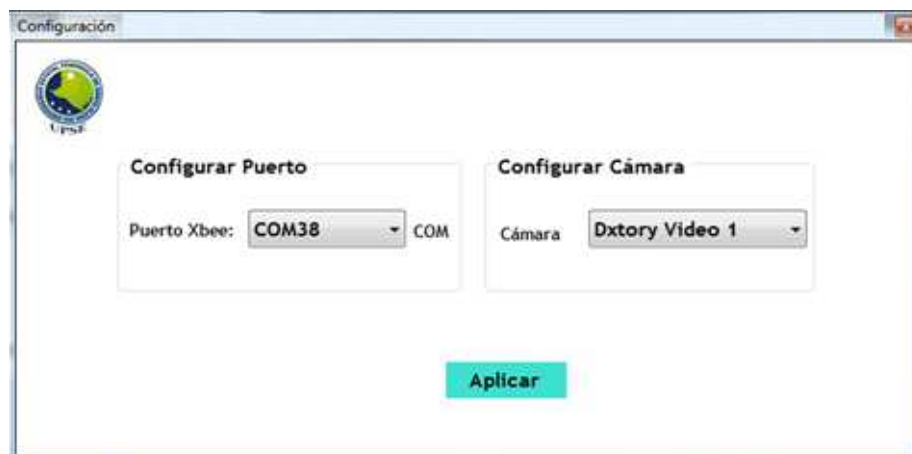 Configuración
UPSE
Configurar Puerto
Configurar Cámara
Puerto Xbee: COM38 COM
Cámara Dxtory Video 1
Aplicar